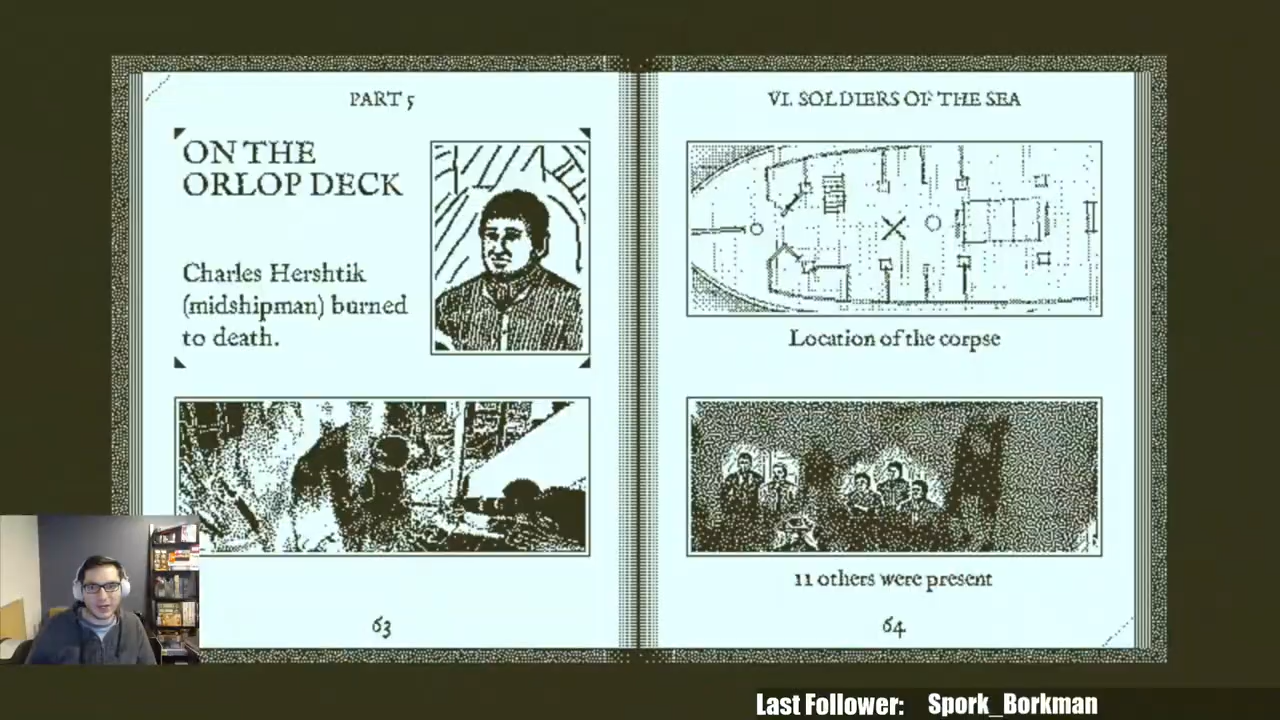 PART 5
ON THE
ORLOP DECK
Charles Hershtik
(midshipman) burned
to death.
63
VI. SOLDIERS OF THE SEA
Location of the corpse
11 others were present
64
Last Follower: Spork_Borkman